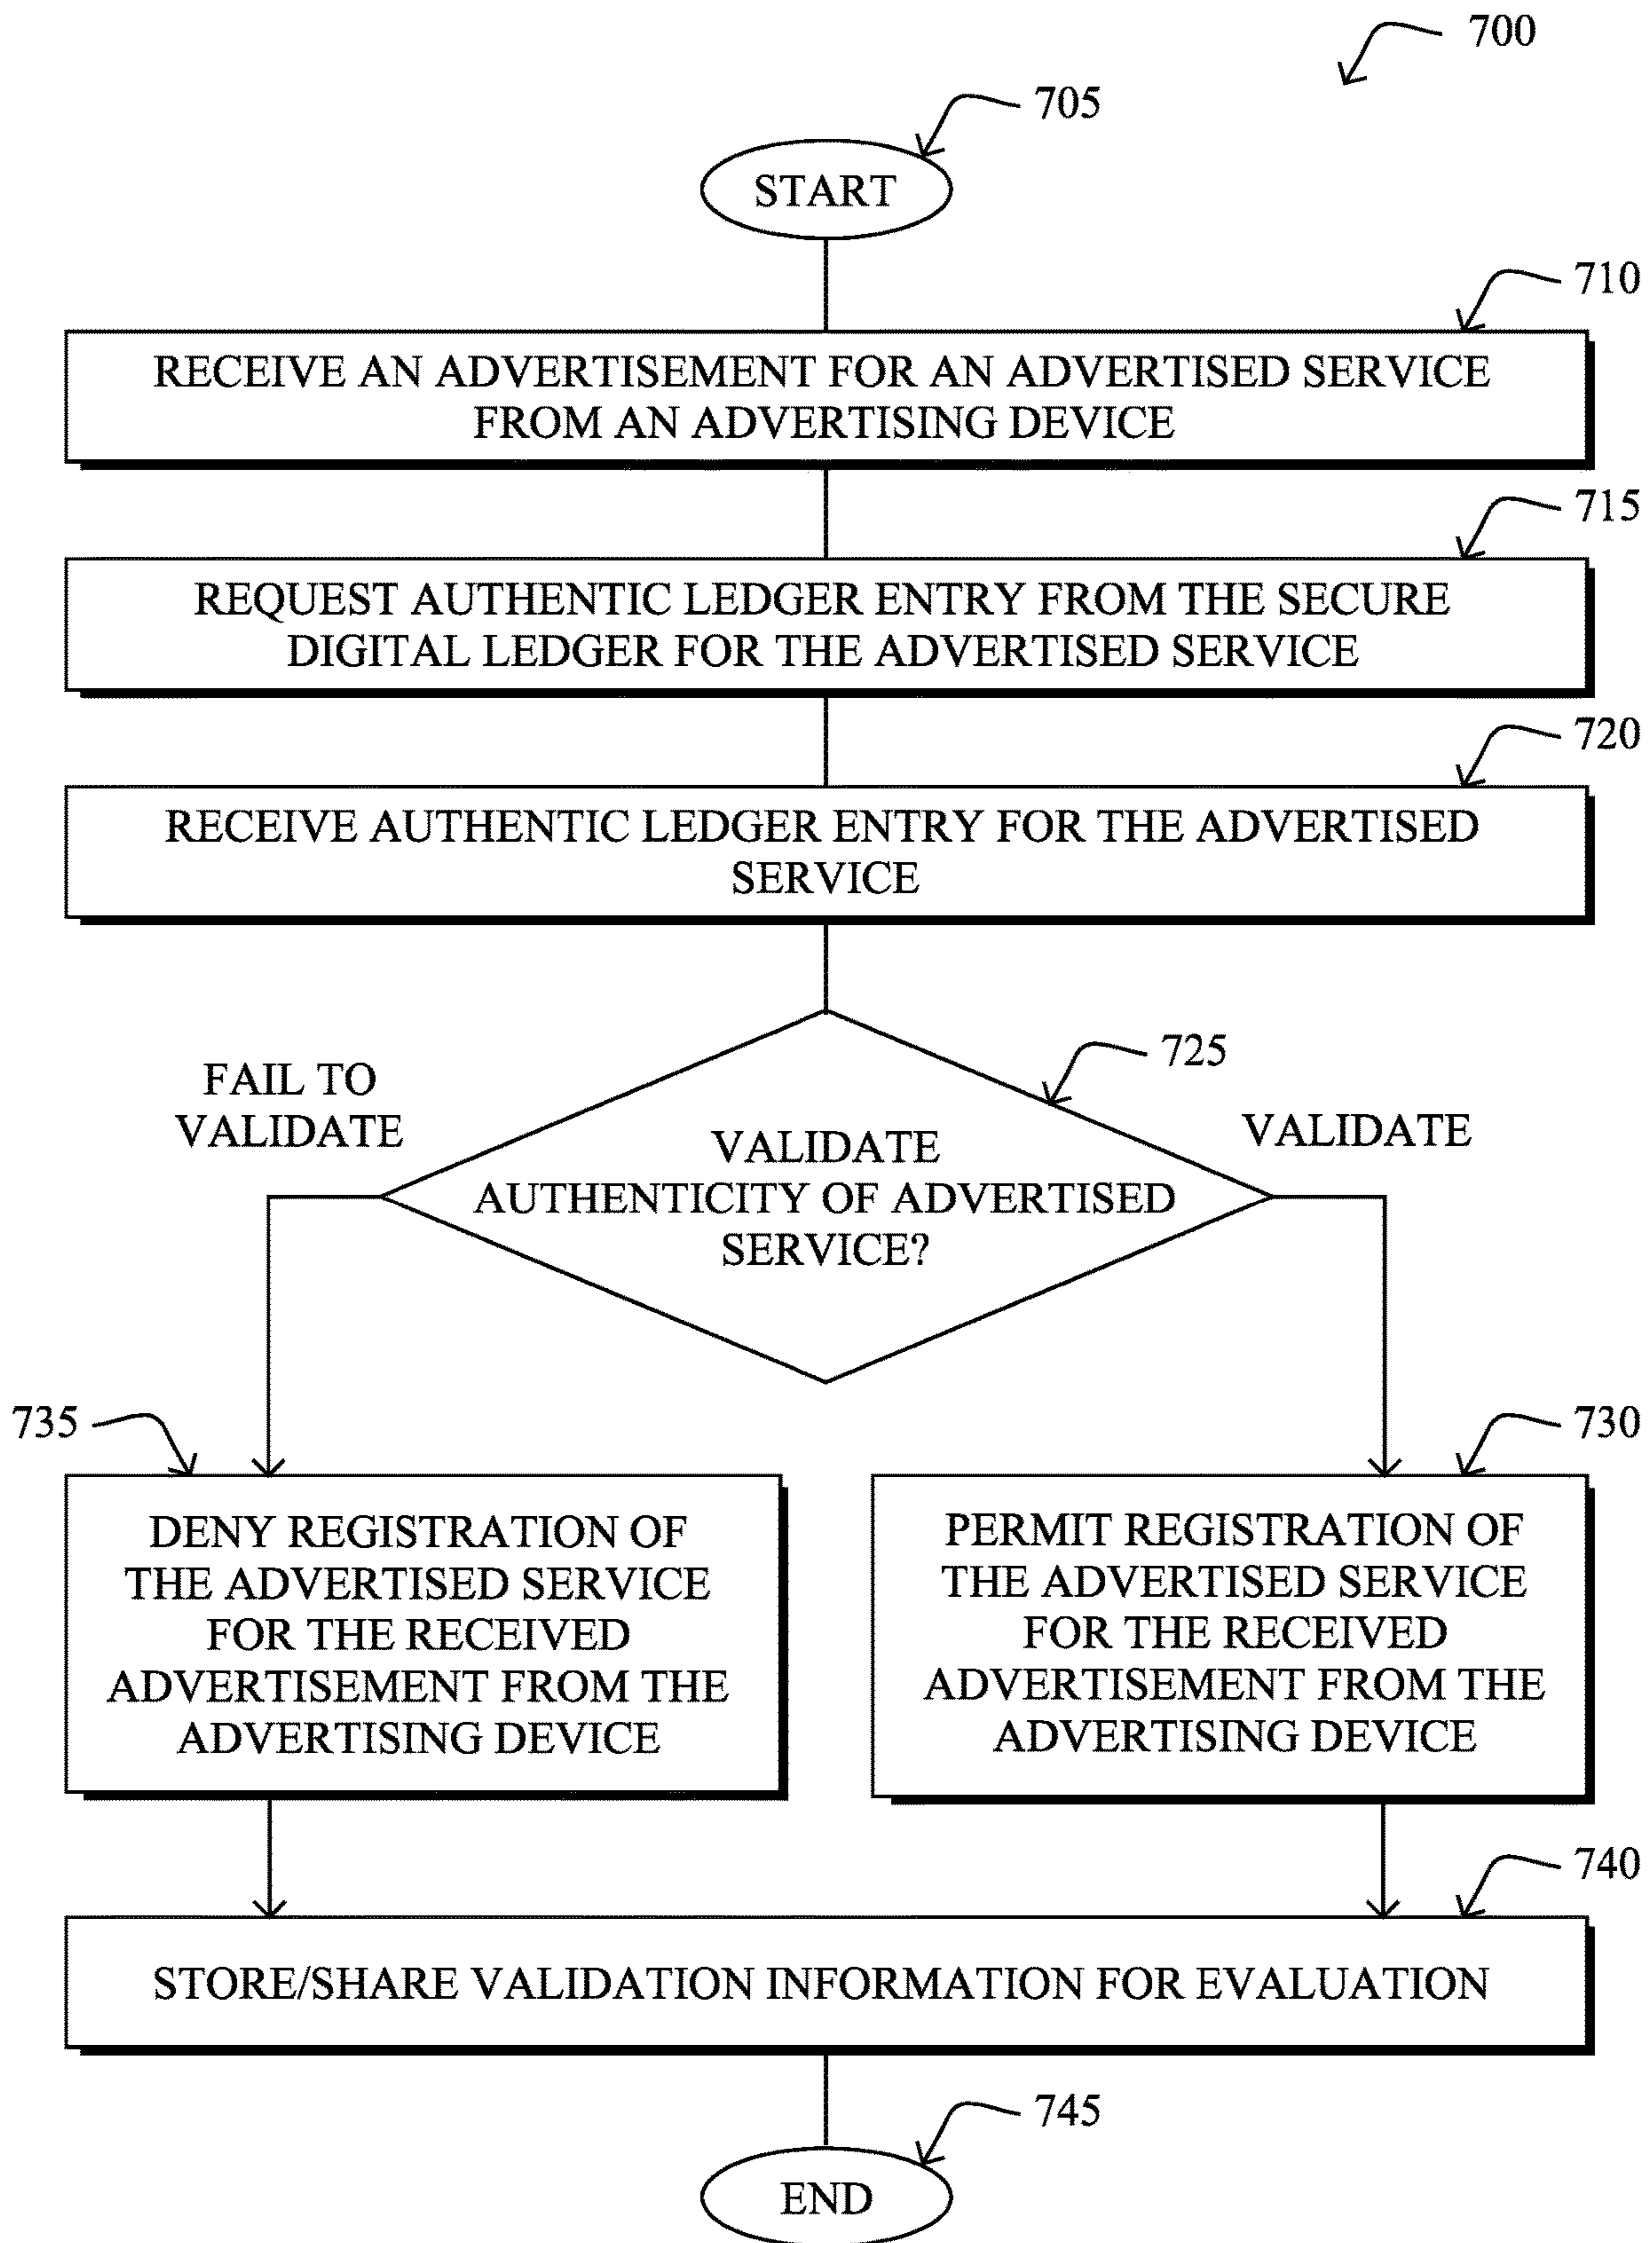 700
705
START
710
RECEIVE AN ADVERTISEMENT FOR AN ADVERTISED SERVICE
FROM AN ADVERTISING DEVICE
715
REQUEST AUTHENTIC LEDGER ENTRY FROM THE SECURE
DIGITAL LEDGER FOR THE ADVERTISED SERVICE
720
RECEIVE AUTHENTIC LEDGER ENTRY FOR THE ADVERTISED
SERVICE
725
FAIL TO
VALIDATE
VALIDATE
VALIDATE
AUTHENTICITY OF ADVERTISED
SERVICE?
735
DENY REGISTRATION OF
THE ADVERTISED SERVICE
FOR THE RECEIVED
ADVERTISEMENT FROM THE
ADVERTISING DEVICE
730
PERMIT REGISTRATION OF
THE ADVERTISED SERVICE
FOR THE RECEIVED
ADVERTISEMENT FROM THE
ADVERTISING DEVICE
740
STORE/SHARE VALIDATION INFORMATION FOR EVALUATION
745
END